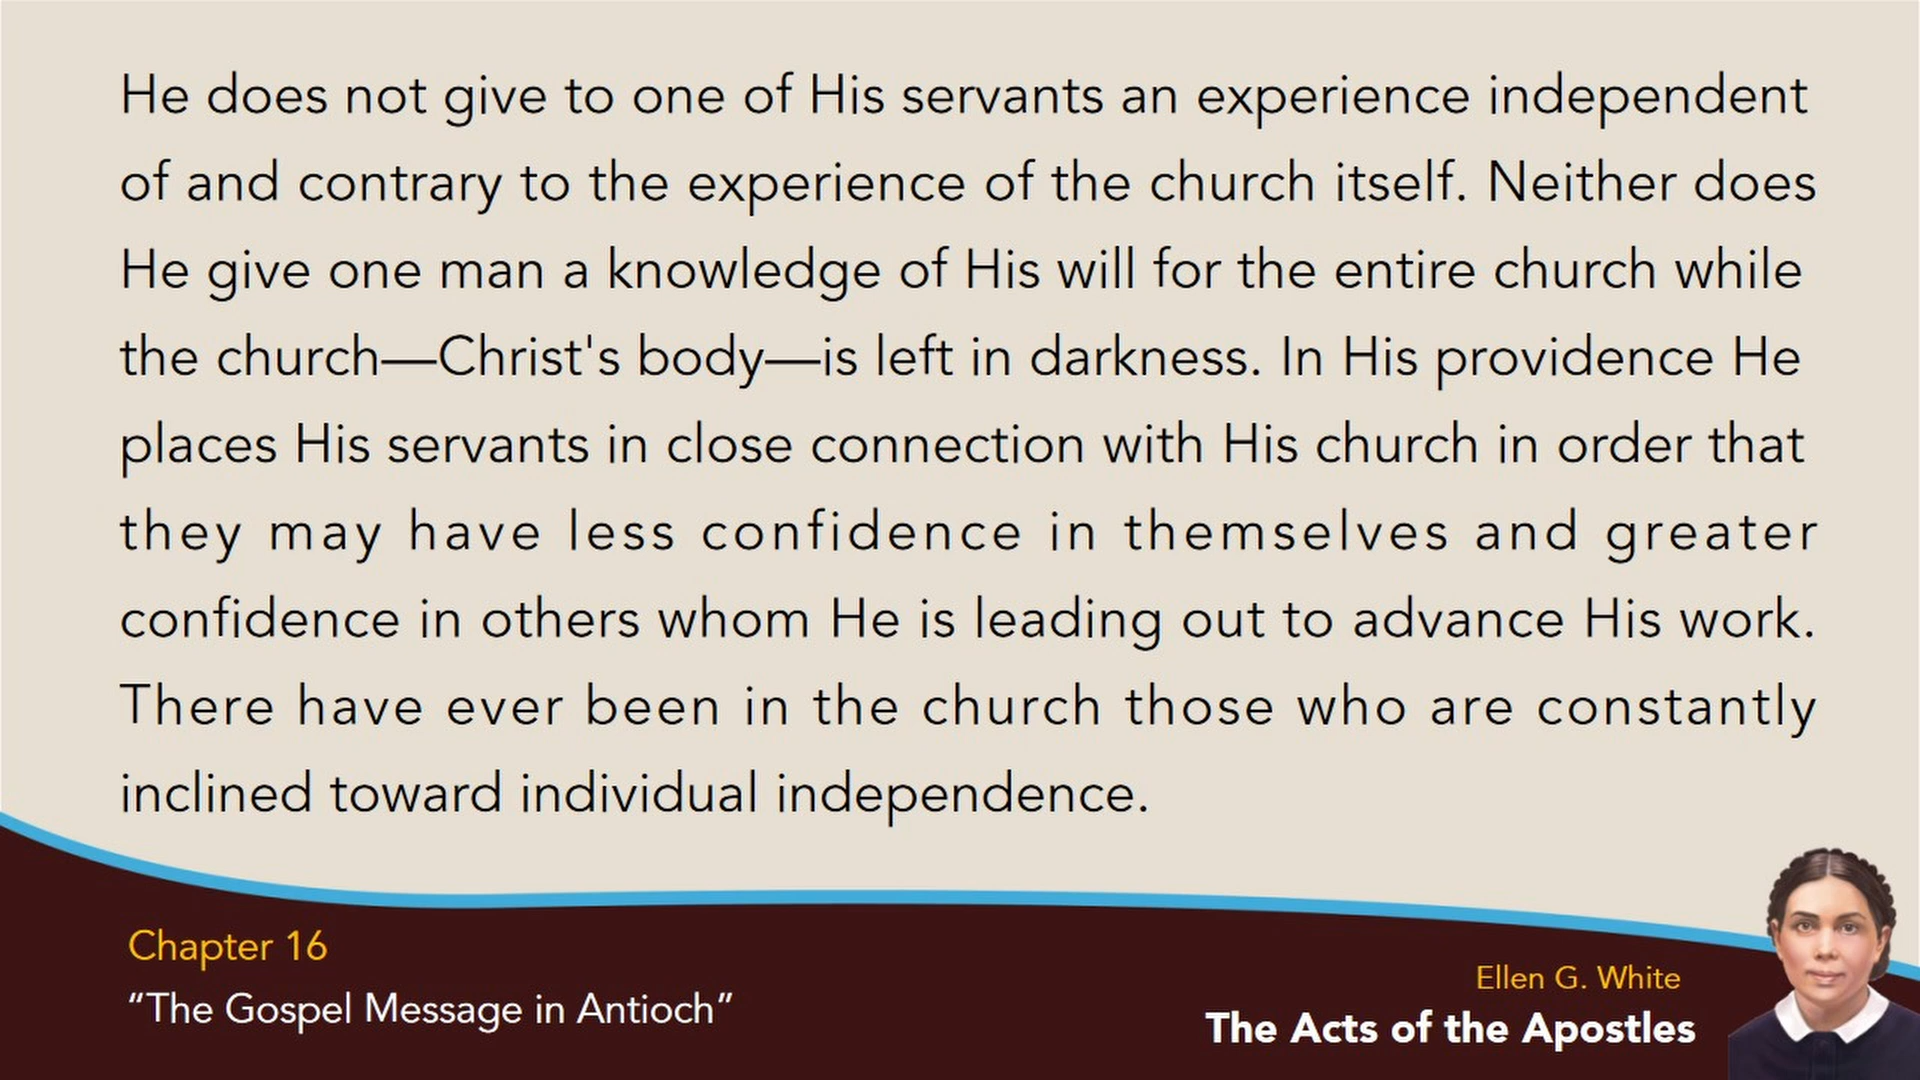 He does not give to one of His servants an experience independent
of and contrary to the experience of the church itself. Neither does
He give one man a knowledge of His will for the entire church while
the church—Christ's body—is left in darkness. In His providence He
places His servants in close connection with His church in order that
they may have less confidence in themselves and greater
confidence in others whom He is leading out to advance His work.
There have ever been in the church those who are constantly
inclined toward individual independence.
Chapter 16
“The Gospel Message in Antioch”
Ellen G. White
The Acts of the Apostles